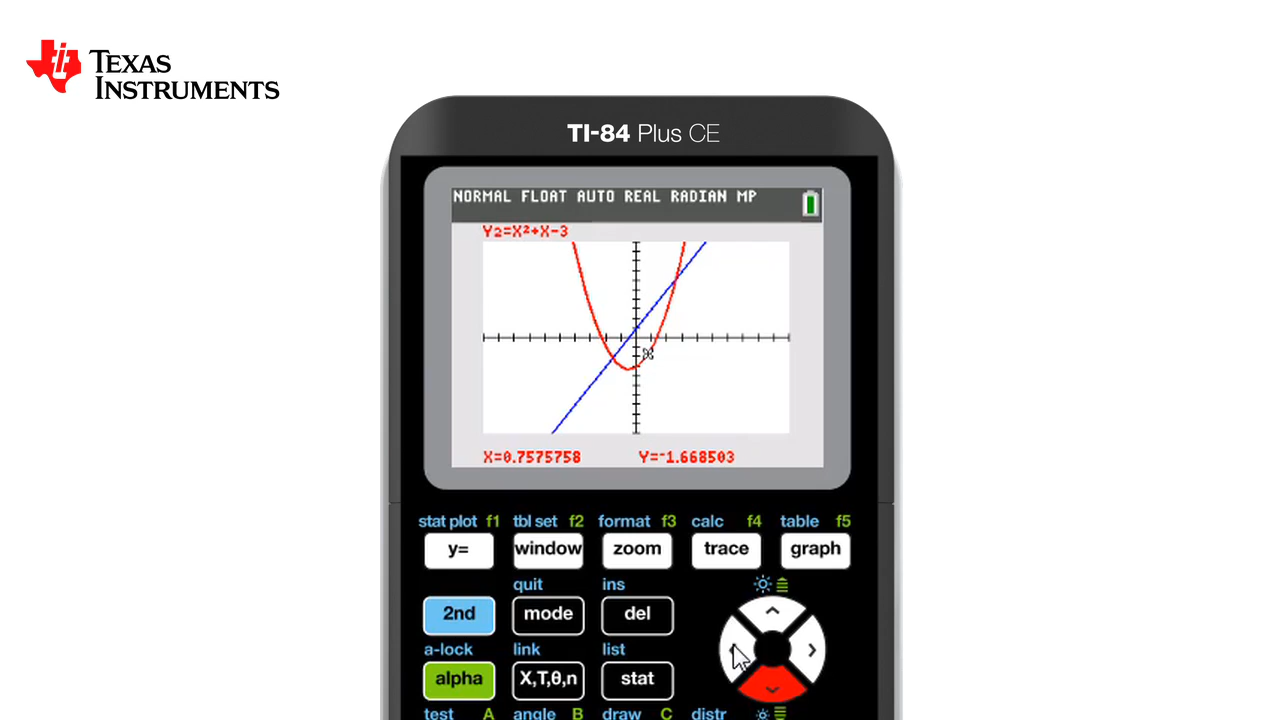 TEXAS
INSTRUMENTS
TI-84 Plus CE
NORMAL FLOAT AUTO REAL RADIAN MP
Y₂=X²+X-3
X=0.7575758 Y=⁻1.668503
stat plot f1 tbl set f2 format f3 calc f4 table f5
y= window zoom trace graph
quit ins
2nd mode del
a-lock link list
alpha X,T,θ,n stat
test A angle B draw C distr